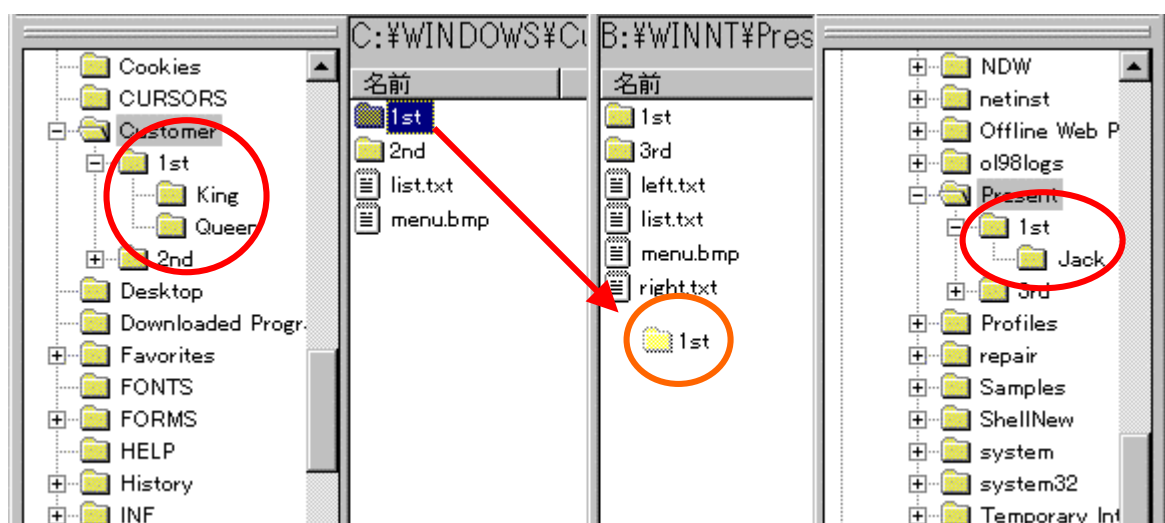 Cookies
CURSORS
Customer
1st
King
Queen
2nd
Desktop
Downloaded Progr
Favorites
FONTS
FORMS
HELP
History
INF
C:¥WINDOWS¥Cu
名前
1st
2nd
list.txt
menu.bmp
B:¥WINNT¥Pres
名前
1st
3rd
left.txt
list.txt
menu.bmp
right.txt
1st
NDW
netinst
Offline Web P
ol98logs
Present
1st
Jack
3rd
Profiles
repair
Samples
ShellNew
system
system32
Temporary Int